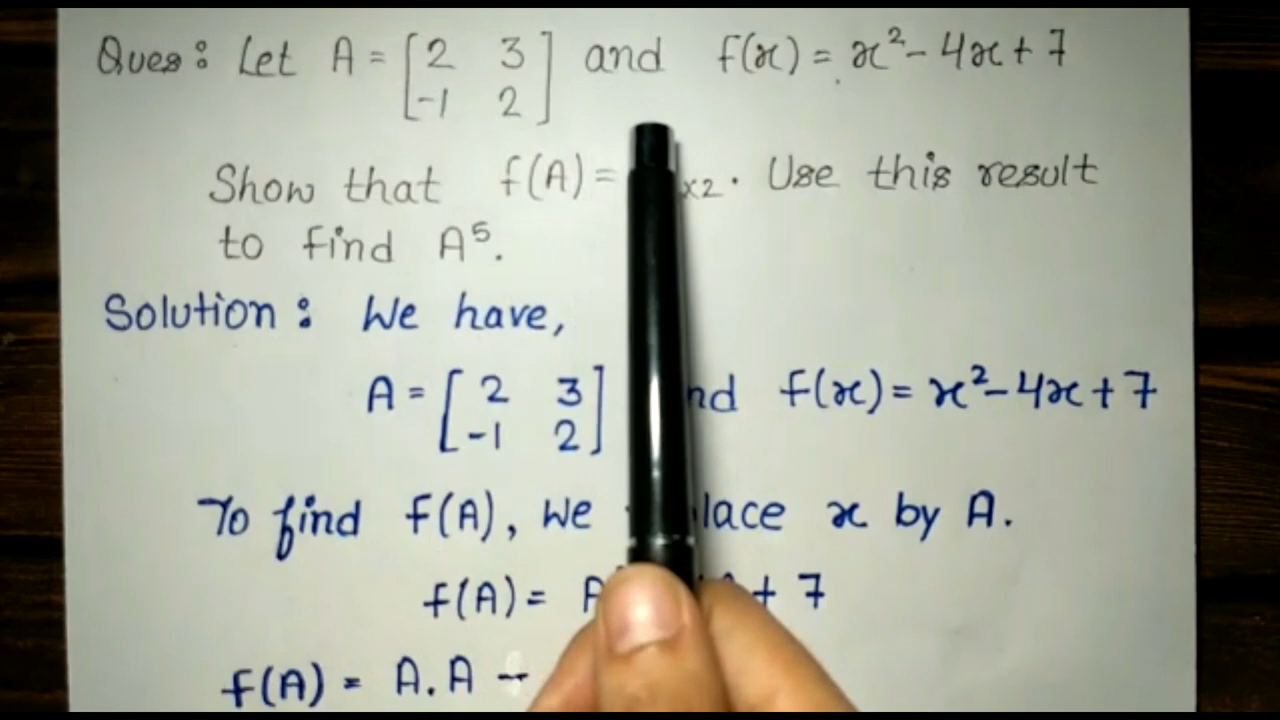 Ques: Let A = [2 3 -1 2] and f(x) = x² - 4x + 7
Show that f(A) = x2. Use this result
to find A⁵.
Solution: We have,
A = [2 3 -1 2] nd f(x) = x² - 4x + 7
To find f(A), we lace x by A.
f(A) = A + 7
f(A) = A.A -